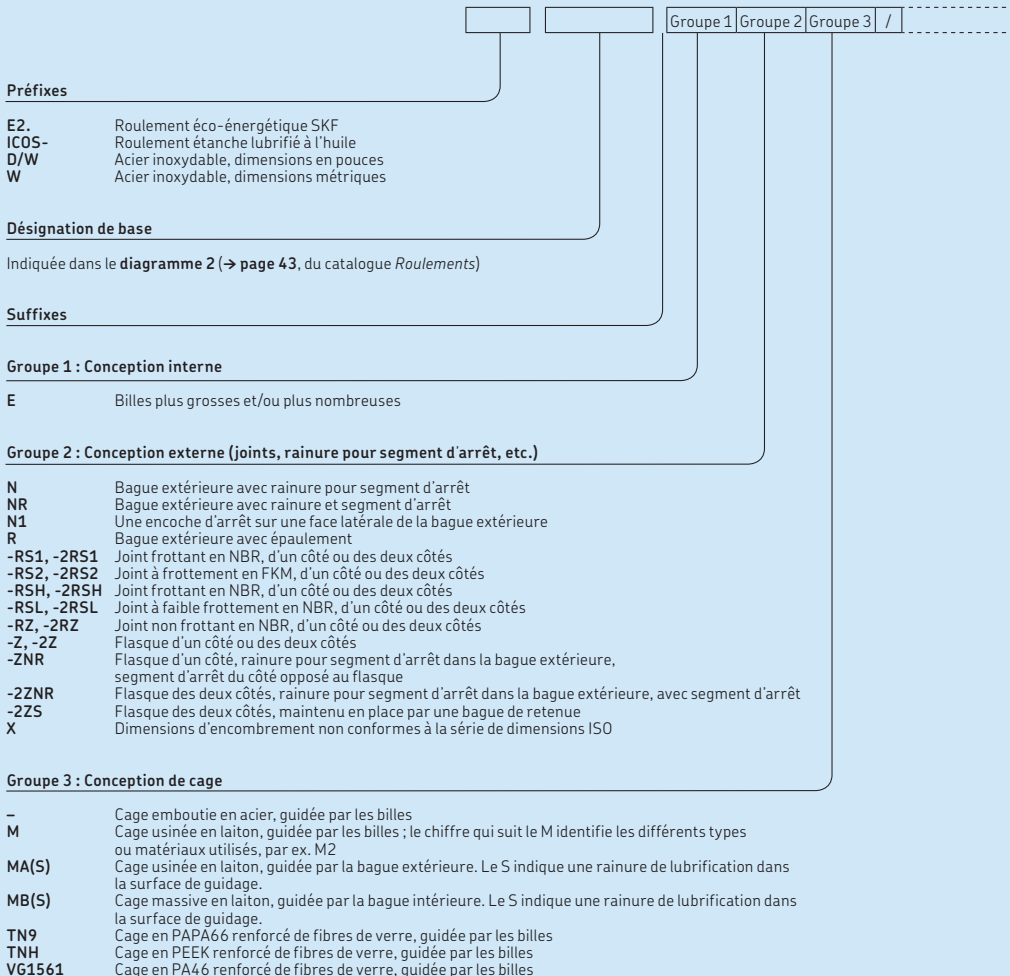 Groupe 1 Groupe 2 Groupe 3 /
Préfixes
E2. Roulement éco-énergétique SKF
ICOS- Roulement étanche lubrifié à l'huile
D/W Acier inoxydable, dimensions en pouces
W Acier inoxydable, dimensions métriques
Désignation de base
Indiquée dans le diagramme 2 (→ page 43, du catalogue Roulements)
Suffixes
Groupe 1 : Conception interne
E Billes plus grosses et/ou plus nombreuses
Groupe 2 : Conception externe (joints, rainure pour segment d'arrêt, etc.)
N Bague extérieure avec rainure pour segment d'arrêt
NR Bague extérieure avec rainure et segment d'arrêt
N1 Une encoche d'arrêt sur une face latérale de la bague extérieure
R Bague extérieure avec épaulement
-RS1, -2RS1 Joint frottant en NBR, d'un côté ou des deux côtés
-RS2, -2RS2 Joint à frottement en FKM, d'un côté ou des deux côtés
-RSH, -2RSH Joint frottant en NBR, d'un côté ou des deux côtés
-RSL, -2RSL Joint à faible frottement en NBR, d'un côté ou des deux côtés
-RZ, -2RZ Joint non frottant en NBR, d'un côté ou des deux côtés
-Z, -2Z Flasque d'un côté ou des deux côtés
-ZNR Flasque d'un côté, rainure pour segment d'arrêt dans la bague extérieure,
segment d'arrêt du côté opposé au flasque
-2ZNR Flasque des deux côtés, rainure pour segment d'arrêt dans la bague extérieure, avec segment d'arrêt
-2ZS Flasque des deux côtés, maintenu en place par une bague de retenue
X Dimensions d'encombrement non conformes à la série de dimensions ISO
Groupe 3 : Conception de cage
– Cage emboutie en acier, guidée par les billes
M Cage usinée en laiton, guidée par les billes ; le chiffre qui suit le M identifie les différents types
ou matériaux utilisés, par ex. M2
MA(S) Cage usinée en laiton, guidée par la bague extérieure. Le S indique une rainure de lubrification dans
la surface de guidage.
MB(S) Cage massive en laiton, guidée par la bague intérieure. Le S indique une rainure de lubrification dans
la surface de guidage.
TN9 Cage en PAPA66 renforcé de fibres de verre, guidée par les billes
TNH Cage en PEEK renforcé de fibres de verre, guidée par les billes
VG1561 Cage en PA46 renforcé de fibres de verre, guidée par les billes